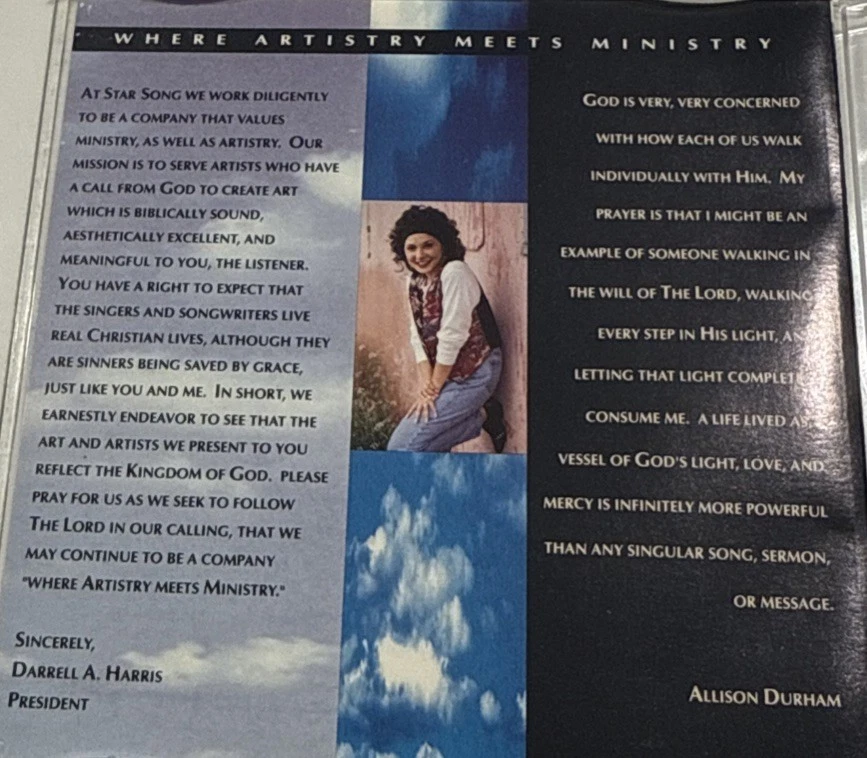 WHERE ARTISTRY MEETS MINISTRY
AT STAR SONG WE WORK DILIGENTLY
TO BE A COMPANY THAT VALUES
MINISTRY, AS WELL AS ARTISTRY. OUR
MISSION IS TO SERVE ARTISTS WHO HAVE
A CALL FROM GOD TO CREATE ART
WHICH IS BIBLICALLY SOUND,
AESTHETICALLY EXCELLENT, AND
MEANINGFUL TO YOU, THE LISTENER.
YOU HAVE A RIGHT TO EXPECT THAT
THE SINGERS AND SONGWRITERS LIVE
REAL CHRISTIAN LIVES, ALTHOUGH THEY
ARE SINNERS BEING SAVED BY GRACE,
JUST LIKE YOU AND ME. IN SHORT, WE
EARNESTLY ENDEAVOR TO SEE THAT THE
ART AND ARTISTS WE PRESENT TO YOU
REFLECT THE KINGDOM OF GOD. PLEASE
PRAY FOR US AS WE SEEK TO FOLLOW
THE LORD IN OUR CALLING, THAT WE
MAY CONTINUE TO BE A COMPANY
"WHERE ARTISTRY MEETS MINISTRY."
SINCERELY,
DARRELL A. HARRIS
PRESIDENT
GOD IS VERY, VERY CONCERNED
WITH HOW EACH OF US WALK
INDIVIDUALLY WITH HIM. MY
PRAYER IS THAT I MIGHT BE AN
EXAMPLE OF SOMEONE WALKING IN
THE WILL OF THE LORD, WALKING
EVERY STEP IN HIS LIGHT,
LETTING THAT LIGHT
CONSUME ME. A LIFE LIVED
VESSEL OF GOD'S LIGHT, LOVE, AND
MERCY IS INFINITELY MORE POWERFUL
THAN ANY SINGULAR SONG, SERMON,
OR MESSAGE.
ALLISON DURHAM